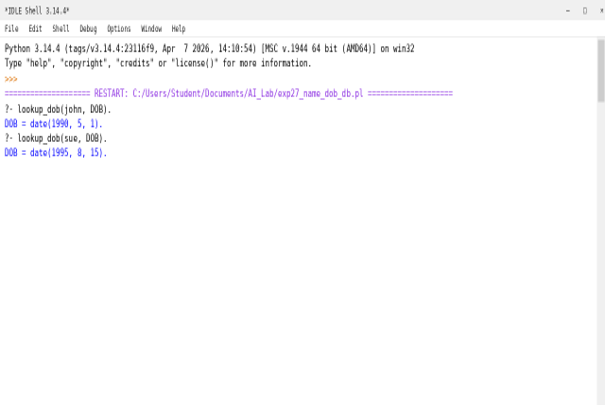 *IDLE Shell 3.14.4*
File Edit Shell Debug Options Window Help
Python 3.14.4 (tags/v3.14.4:23116f9, Apr  7 2026, 14:10:54) [MSC v.1944 64 bit (AMD64)] on win32
Type "help", "copyright", "credits" or "license()" for more information.
>>>
==================== RESTART: C:/Users/Student/Documents/AI_Lab/exp27_name_dob_db.pl ====================
?- lookup_dob(john, DOB).
DOB = date(1990, 5, 1).
?- lookup_dob(sue, DOB).
DOB = date(1995, 8, 15).